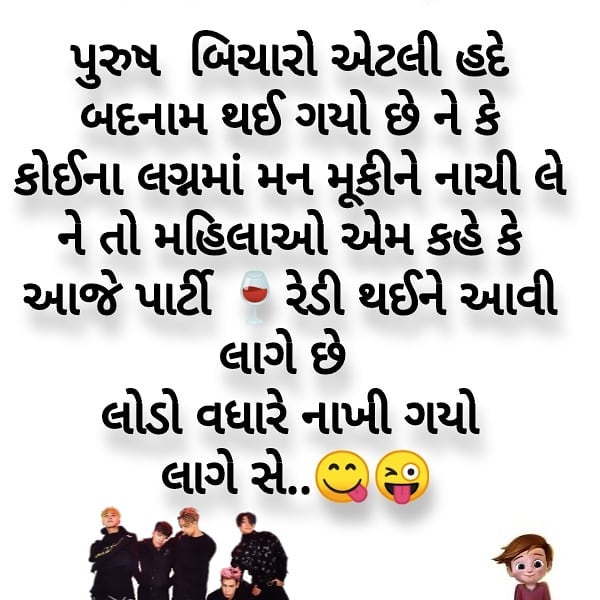 પુરુષ બિચારો એટલી હદે
બદનામ થઈ ગયો છે ને કે
કોઈના લગ્નમાં મન મૂકીને નાચી લે
ને તો મહિલાઓ એમ કહે કે
આજે પાર્ટી 🍷રેડી થઈને આવી
લાગે છે
લોડો વધારે નાખી ગયો
લાગે સે..😋😜